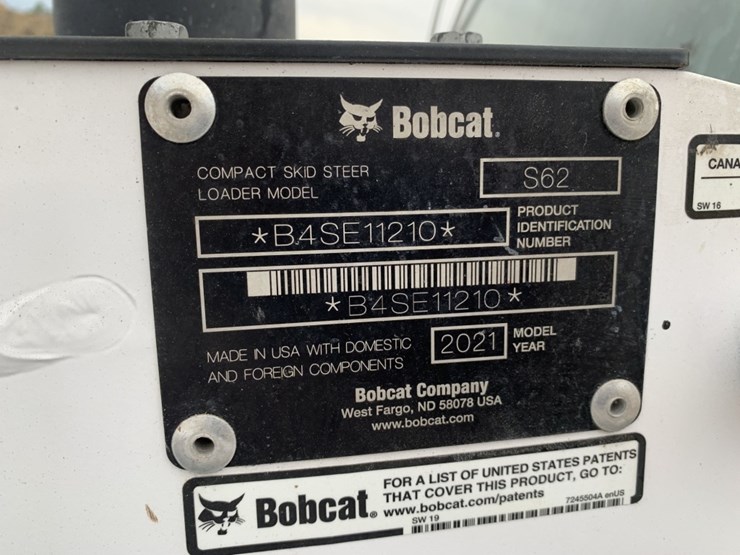 Bobcat.
COMPACT SKID STEER
LOADER MODEL
S62
*B4SE11210*
PRODUCT
IDENTIFICATION
NUMBER
*B4SE11210*
MADE IN USA WITH DOMESTIC
AND FOREIGN COMPONENTS
2021
MODEL
YEAR
Bobcat Company
West Fargo, ND 58078 USA
www.bobcat.com
CANA
SW 16
Bobcat.
FOR A LIST OF UNITED STATES PATENTS
THAT COVER THIS PRODUCT, GO TO:
www.bobcat.com/patents
7245504A enUS
SW 19